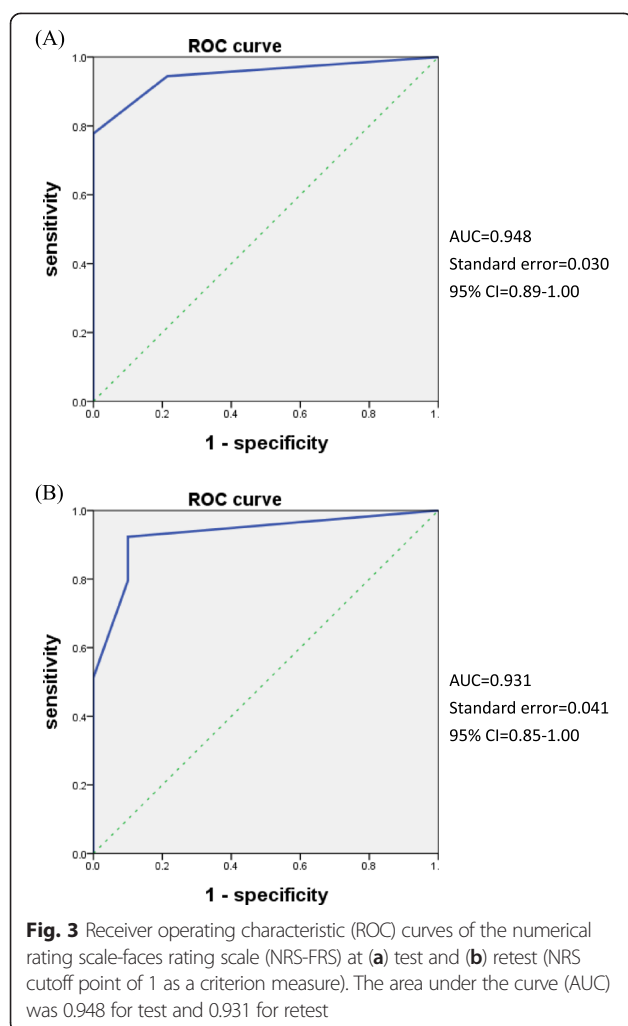 (A)
ROC curve
1.0
0.8
0.6
0.4
0.2
0.0
sensitivity
0.0 0.2 0.4 0.6 0.8 1.
1 - specificity
AUC=0.948
Standard error=0.030
95% CI=0.89-1.00
(B)
ROC curve
1.0
0.8
0.6
0.4
0.2
0.0
sensitivity
0.0 0.2 0.4 0.6 0.8 1.
1 - specificity
AUC=0.931
Standard error=0.041
95% CI=0.85-1.00
Fig. 3 Receiver operating characteristic (ROC) curves of the numerical
rating scale-faces rating scale (NRS-FRS) at (a) test and (b) retest (NRS
cutoff point of 1 as a criterion measure). The area under the curve (AUC)
was 0.948 for test and 0.931 for retest